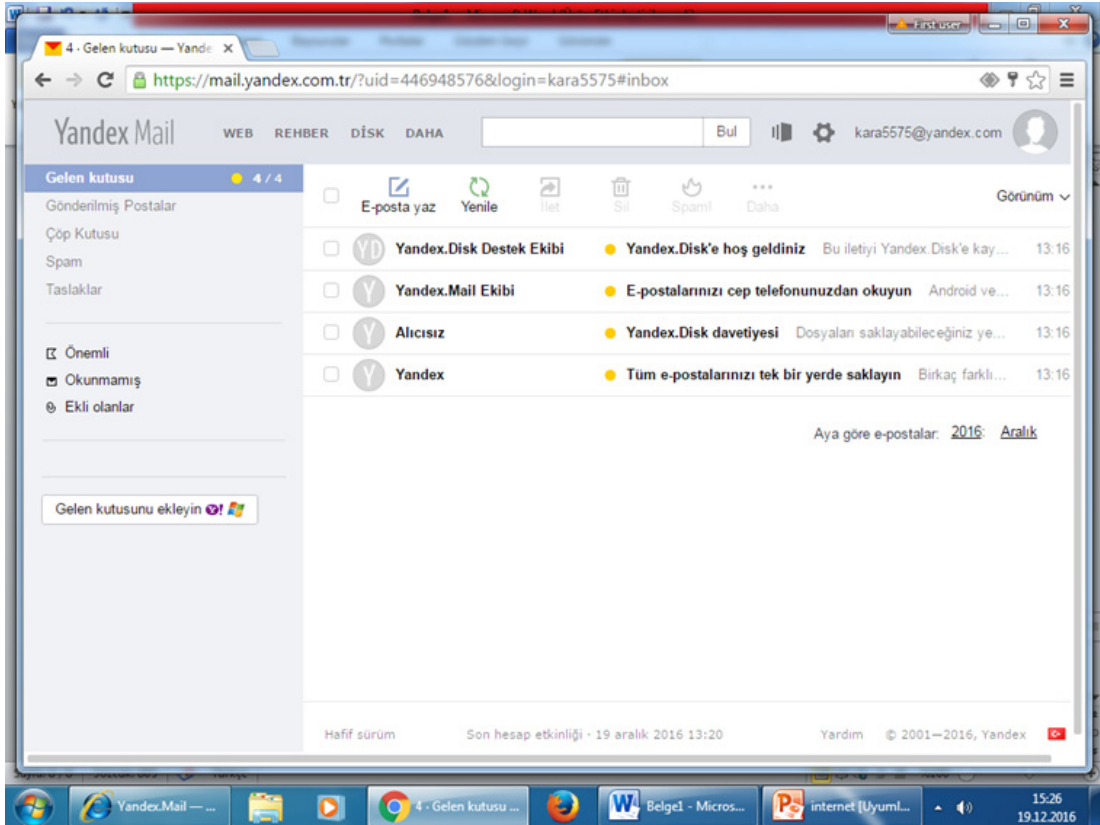 First user
4 - Gelen kutusu — Yande
https://mail.yandex.com.tr/?uid=446948576&login=kara5575#inbox
Yandex Mail WEB REHBER DİSK DAHA Bul kara5575@yandex.com
Gelen kutusu 4 / 4
Gönderilmiş Postalar
Çöp Kutusu
Spam
Taslaklar
Önemli
Okunmamış
Ekli olanlar
Gelen kutusunu ekleyin
E-posta yaz Yenile İlet Sil Spam! Daha Görünüm
YD Yandex.Disk Destek Ekibi Yandex.Disk'e hoş geldiniz Bu iletiyi Yandex.Disk'e kay... 13:16
Y Yandex.Mail Ekibi E-postalarınızı cep telefonunuzdan okuyun Android ve... 13:16
Y Alıcısız Yandex.Disk davetiyesi Dosyaları saklayabileceğiniz ye... 13:16
Y Yandex Tüm e-postalarınızı tek bir yerde saklayın Birkaç farklı... 13:16
Aya göre e-postalar: 2016: Aralık
Hafif sürüm Son hesap etkinliği - 19 aralık 2016 13:20 Yardım © 2001—2016, Yandex
Yandex.Mail — ... 4 - Gelen kutusu ... Belge1 - Micros... internet [Uyuml... 15:26
19.12.2016